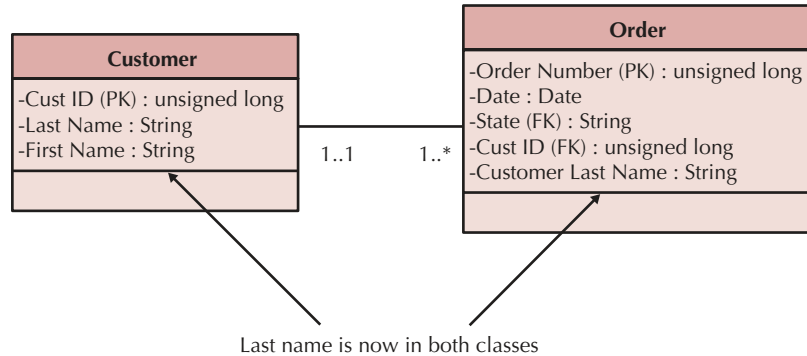 Customer
-Cust ID (PK) : unsigned long
-Last Name : String
-First Name : String
1..1
1..*
Order
-Order Number (PK) : unsigned long
-Date : Date
-State (FK) : String
-Cust ID (FK) : unsigned long
-Customer Last Name : String
Last name is now in both classes